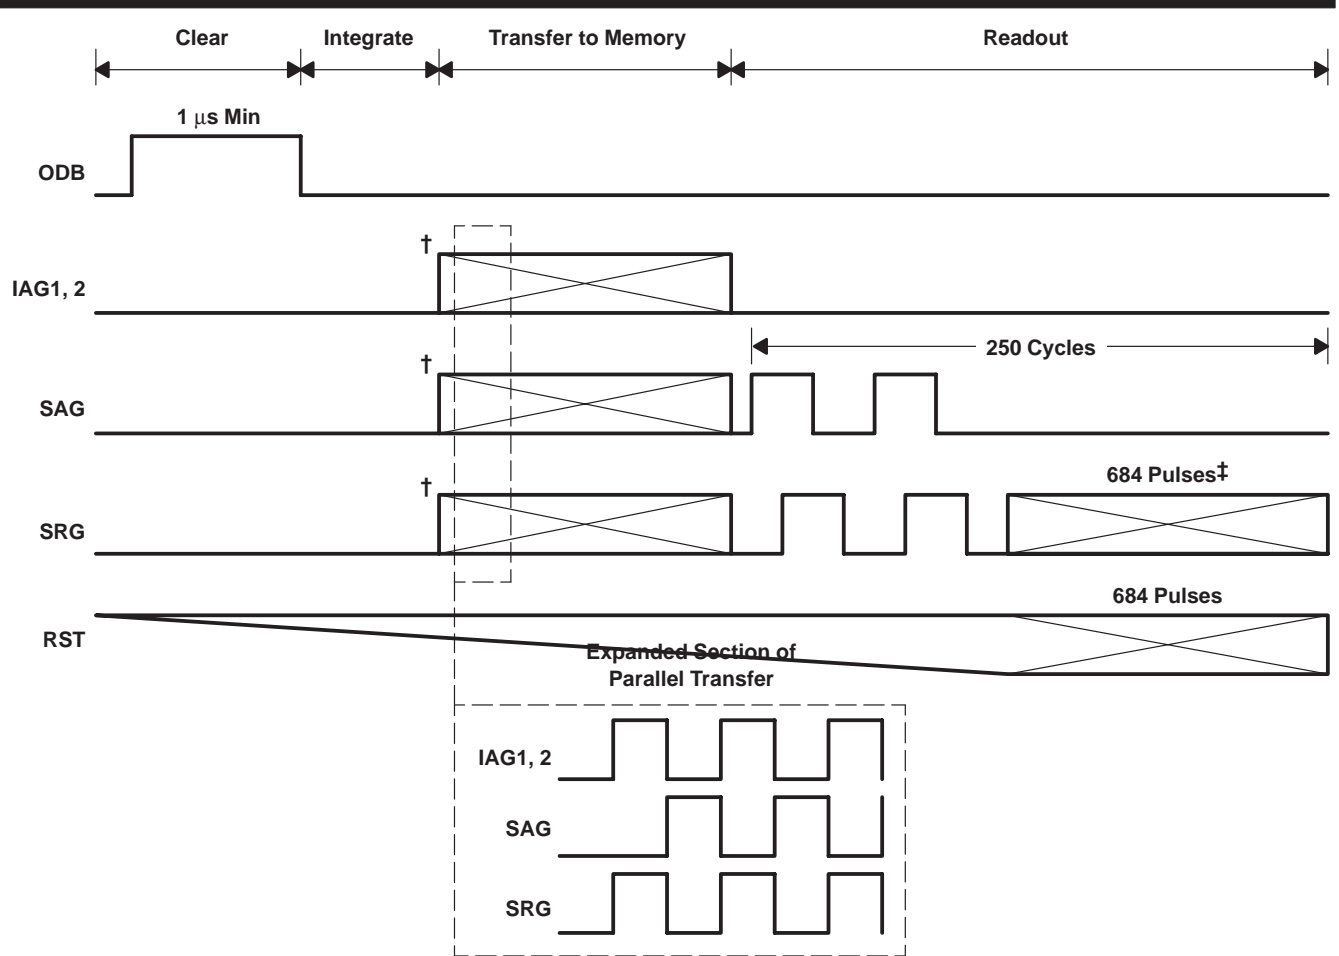 Clear Integrate Transfer to Memory Readout
1 μs Min
ODB
†
IAG1, 2
250 Cycles
†
SAG
684 Pulses‡
†
SRG
684 Pulses
RST
Expanded Section of
Parallel Transfer
IAG1, 2
SAG
SRG